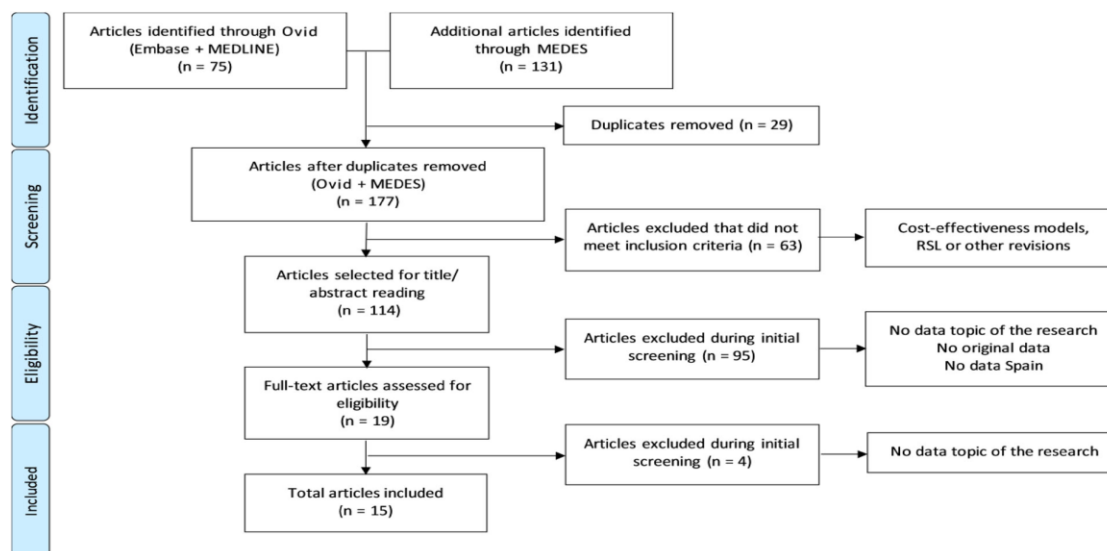 Identification
Articles identified through Ovid
(Embase + MEDLINE)
(n = 75)
Additional articles identified
through MEDES
(n = 131)
Duplicates removed (n = 29)
Screening
Articles after duplicates removed
(Ovid + MEDES)
(n = 177)
Articles excluded that did not
meet inclusion criteria (n = 63)
Cost-effectiveness models,
RSL or other revisions
Articles selected for title/
abstract reading
(n = 114)
Eligibility
Articles excluded during initial
screening (n = 95)
No data topic of the research
No original data
No data Spain
Full-text articles assessed for
eligibility
(n = 19)
Included
Articles excluded during initial
screening (n = 4)
No data topic of the research
Total articles included
(n = 15)